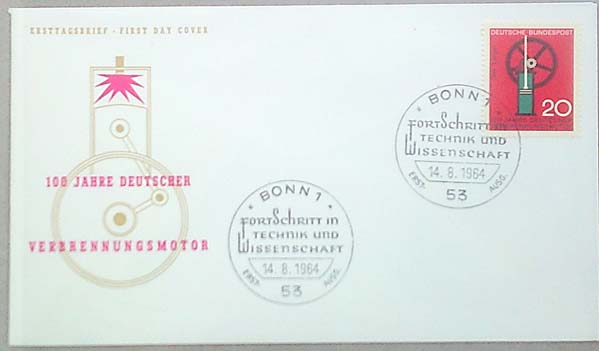 ERSTTAGSBRIEF - FIRST DAY COVER
100 JAHRE DEUTSCHER
VERBRENNUNGSMOTOR
DEUTSCHE BUNDESPOST
20
BONN 1
FORTSCHRITT IN
TECHNIK UND
WISSENSCHAFT
14. 8. 1964
ERST- AUSG.
53
BONN 1
FORTSCHRITT IN
TECHNIK UND
WISSENSCHAFT
14. 8. 1964
ERST- AUSG.
53